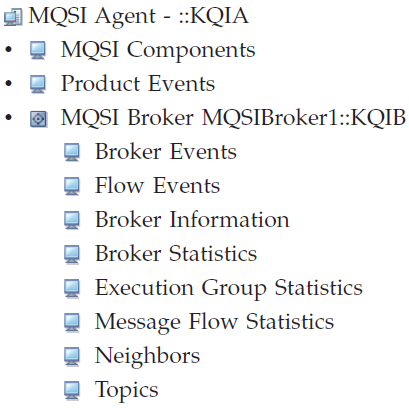 MQSI Agent - ::KQIA
• MQSI Components
• Product Events
• MQSI Broker MQSIBroker1::KQIB
Broker Events
Flow Events
Broker Information
Broker Statistics
Execution Group Statistics
Message Flow Statistics
Neighbors
Topics